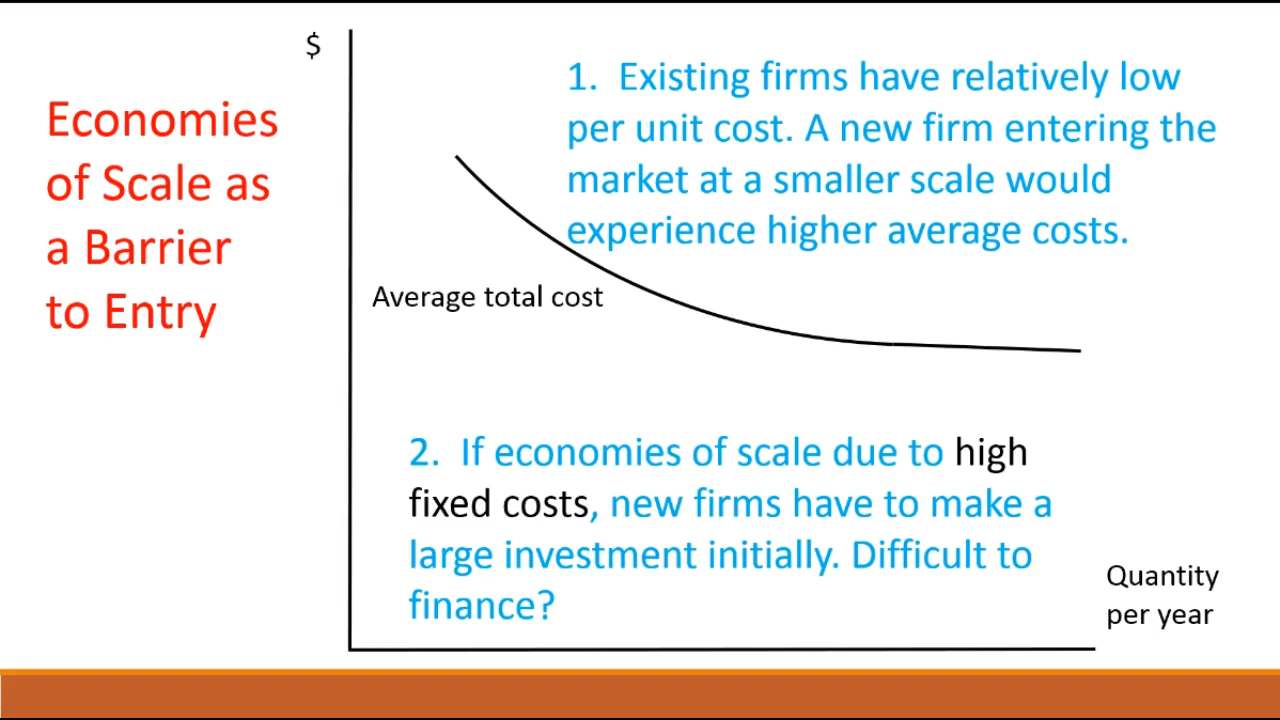 Economies
of Scale as
a Barrier
to Entry
$
1. Existing firms have relatively low
per unit cost. A new firm entering the
market at a smaller scale would
experience higher average costs.
Average total cost
2. If economies of scale due to high
fixed costs, new firms have to make a
large investment initially. Difficult to
finance?
Quantity
per year